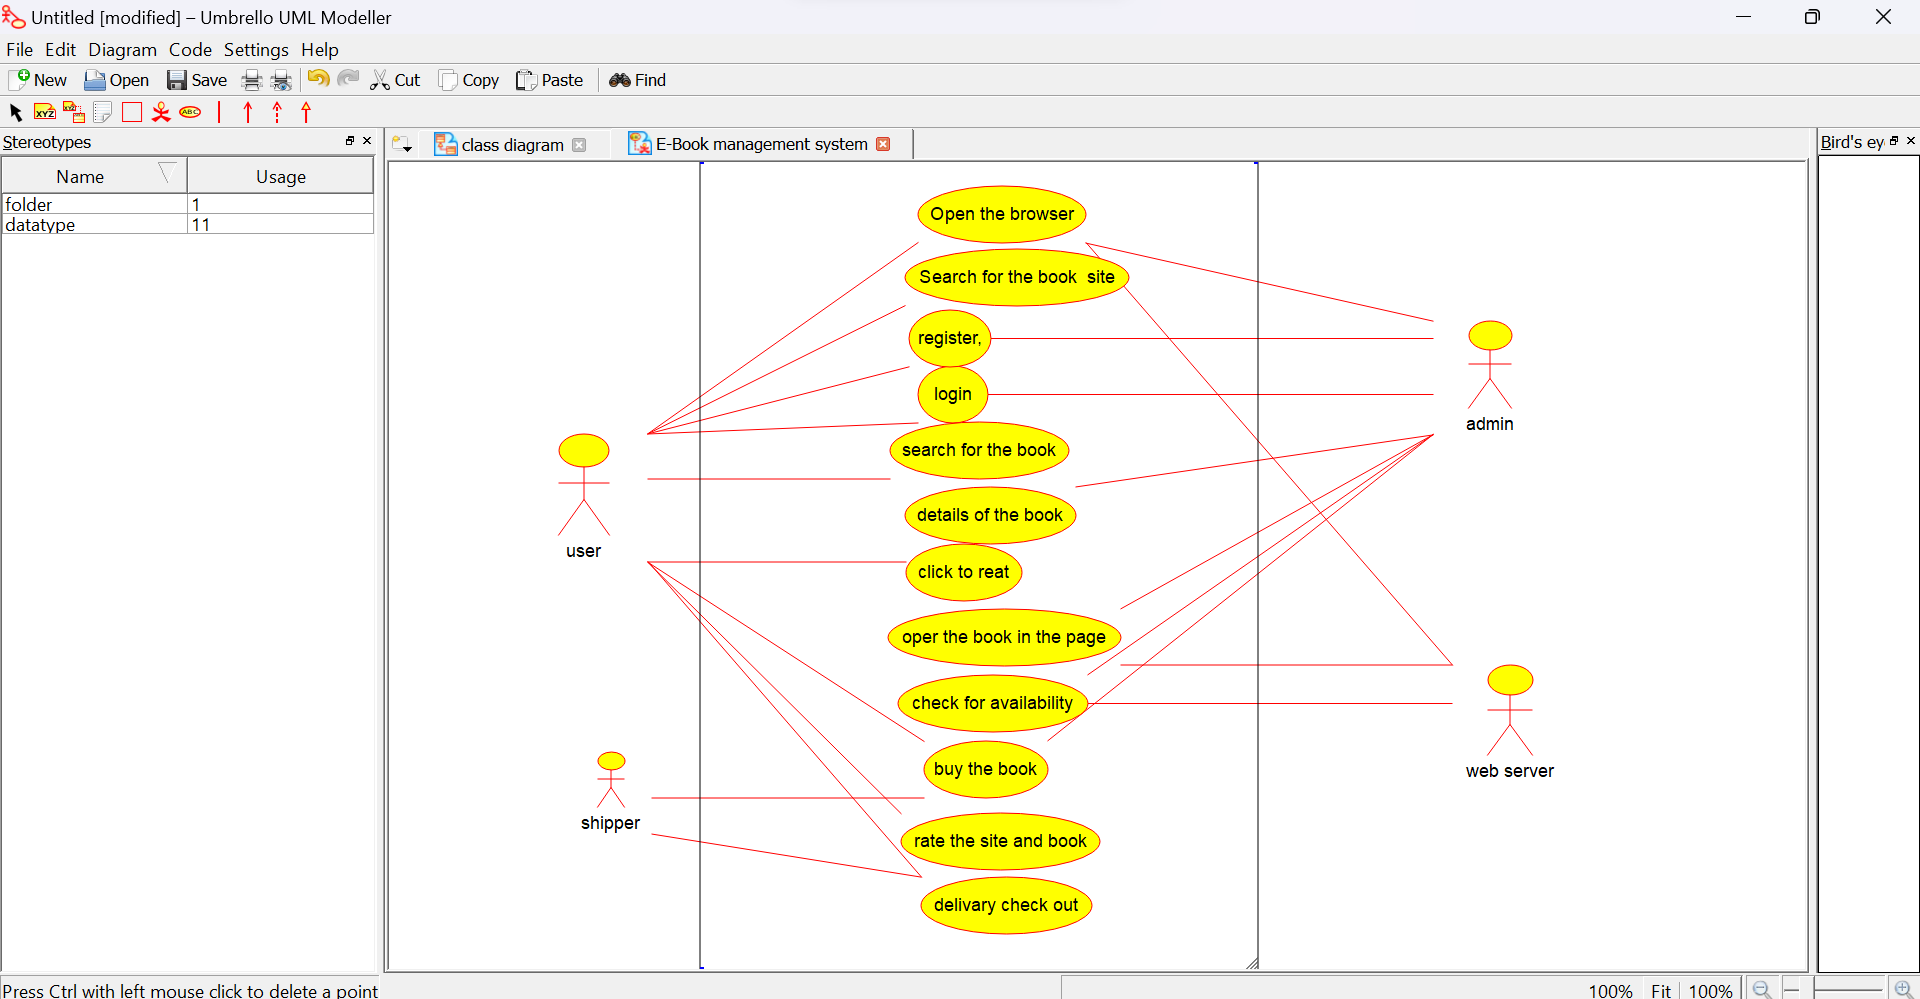 Untitled [modified] – Umbrello UML Modeller
File Edit Diagram Code Settings Help
New Open Save Cut Copy Paste Find
XYZ XYZ ABC
Stereotypes
class diagram E-Book management system
Bird's ey
Name Usage
folder 1
datatype 11
Open the browser
Search for the book site
register,
login
admin
search for the book
details of the book
user
click to reat
oper the book in the page
check for availability
buy the book
web server
shipper
rate the site and book
delivary check out
Press Ctrl with left mouse click to delete a point
100% Fit 100%